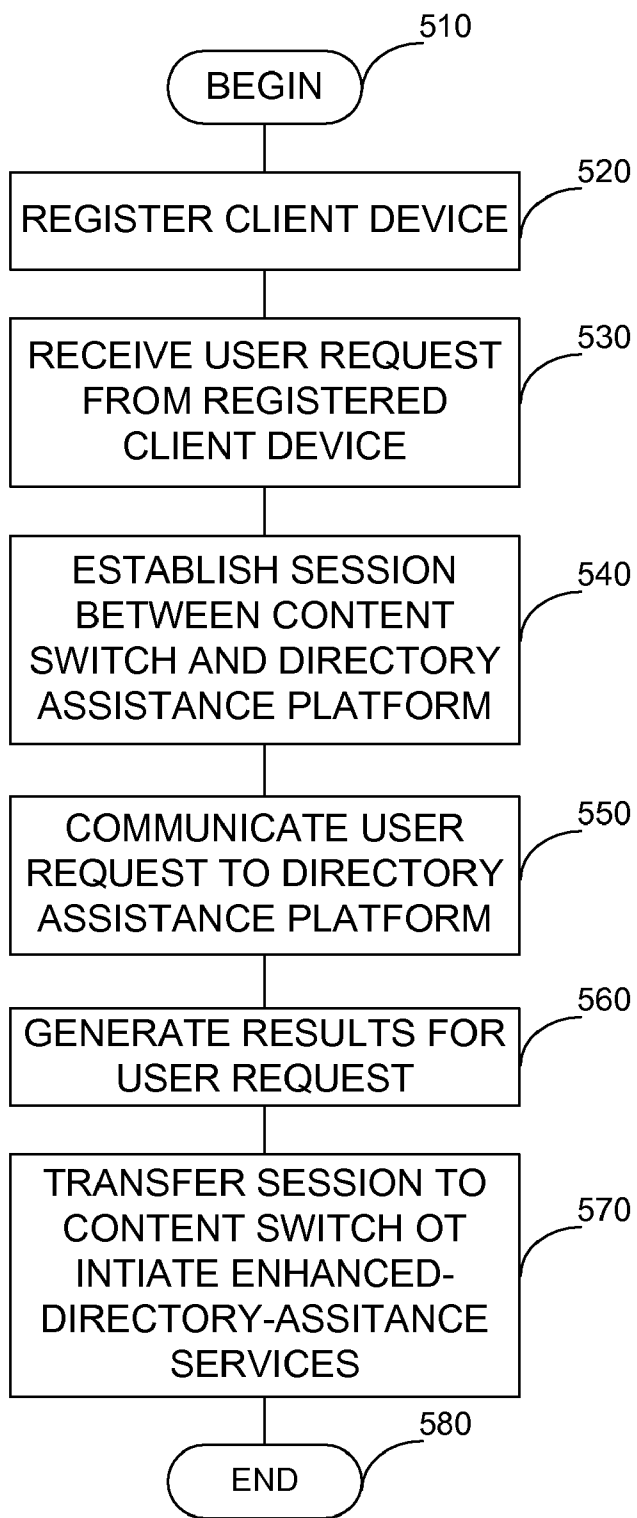 510
BEGIN
520
REGISTER CLIENT DEVICE
530
RECEIVE USER REQUEST
FROM REGISTERED
CLIENT DEVICE
540
ESTABLISH SESSION
BETWEEN CONTENT
SWITCH AND DIRECTORY
ASSISTANCE PLATFORM
550
COMMUNICATE USER
REQUEST TO DIRECTORY
ASSISTANCE PLATFORM
560
GENERATE RESULTS FOR
USER REQUEST
570
TRANSFER SESSION TO
CONTENT SWITCH OT
INTIATE ENHANCED-
DIRECTORY-ASSITANCE
SERVICES
580
END